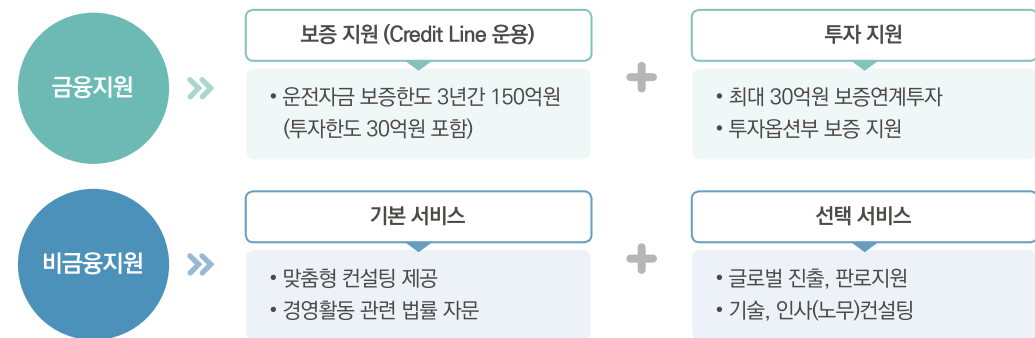 금융지원
보증 지원 (Credit Line 운용)
• 운전자금 보증한도 3년간 150억원
(투자한도 30억원 포함)
투자 지원
• 최대 30억원 보증연계투자
• 투자옵션부 보증 지원
비금융지원
기본 서비스
• 맞춤형 컨설팅 제공
• 경영활동 관련 법률 자문
선택 서비스
• 글로벌 진출, 판로지원
• 기술, 인사(노무)컨설팅